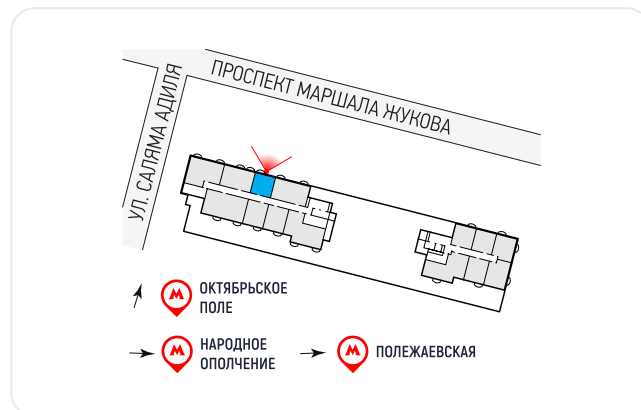 ПРОСПЕКТ МАРШАЛА ЖУКОВА
УЛ. САЛЯМА АДИЛЯ
М ОКТЯБРЬСКОЕ
ПОЛЕ
М НАРОДНОЕ
ОПОЛЧЕНИЕ
М ПОЛЕЖАЕВСКАЯ